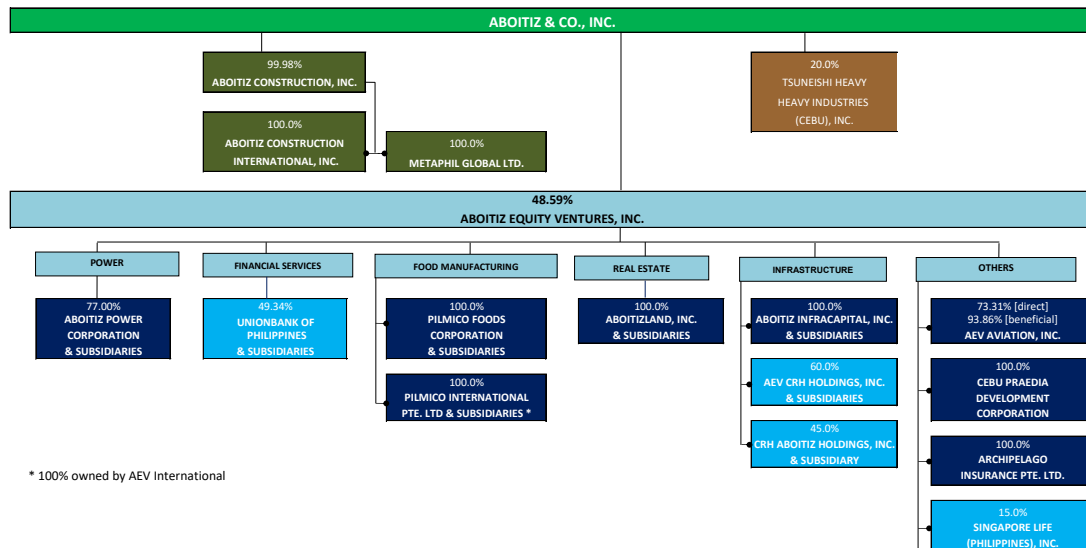 ABOITIZ & CO., INC.
99.98%
ABOITIZ CONSTRUCTION, INC.
100.0%
ABOITIZ CONSTRUCTION
INTERNATIONAL, INC.
100.0%
METAPHIL GLOBAL LTD.
20.0%
TSUNEISHI HEAVY
HEAVY INDUSTRIES
(CEBU), INC.
48.59%
ABOITIZ EQUITY VENTURES, INC.
POWER
77.00%
ABOITIZ POWER
CORPORATION
& SUBSIDIARIES
FINANCIAL SERVICES
49.34%
UNIONBANK OF
PHILIPPINES
& SUBSIDIARIES
FOOD MANUFACTURING
100.0%
PILMICO FOODS
CORPORATION
& SUBSIDIARIES
100.0%
PILMICO INTERNATIONAL
PTE. LTD & SUBSIDIARIES *
REAL ESTATE
100.0%
ABOITIZLAND, INC.
& SUBSIDIARIES
INFRASTRUCTURE
100.0%
ABOITIZ INFRACAPITAL, INC.
& SUBSIDIARIES
60.0%
AEV CRH HOLDINGS, INC.
& SUBSIDIARIES
45.0%
CRH ABOITIZ HOLDINGS, INC.
& SUBSIDIARY
OTHERS
73.31% [direct]
93.86% [beneficial]
AEV AVIATION, INC.
100.0%
CEBU PRAEDIA
DEVELOPMENT
CORPORATION
100.0%
ARCHIPELAGO
INSURANCE PTE. LTD.
15.0%
SINGAPORE LIFE
(PHILIPPINES), INC.
* 100% owned by AEV International